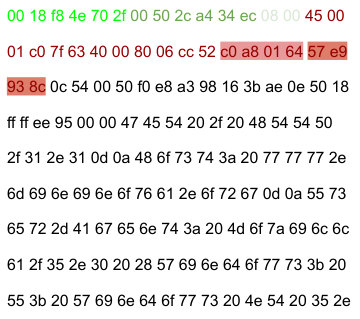 00 18 f8 4e 70 2f 00 50 2c a4 34 ec 08 00 45 00
01 c0 7f 63 40 00 80 06 cc 52 c0 a8 01 64 57 e9
93 8c 0c 54 00 50 f0 e8 a3 98 16 3b ae 0e 50 18
ff ff ee 95 00 00 47 45 54 20 2f 20 48 54 54 50
2f 31 2e 31 0d 0a 48 6f 73 74 3a 20 77 77 77 2e
6d 69 6e 69 6e 6f 76 61 2e 6f 72 67 0d 0a 55 73
65 72 2d 41 67 65 6e 74 3a 20 4d 6f 7a 69 6c 6c
61 2f 35 2e 30 20 28 57 69 6e 64 6f 77 73 3b 20
55 3b 20 57 69 6e 64 6f 77 73 20 4e 54 20 35 2e